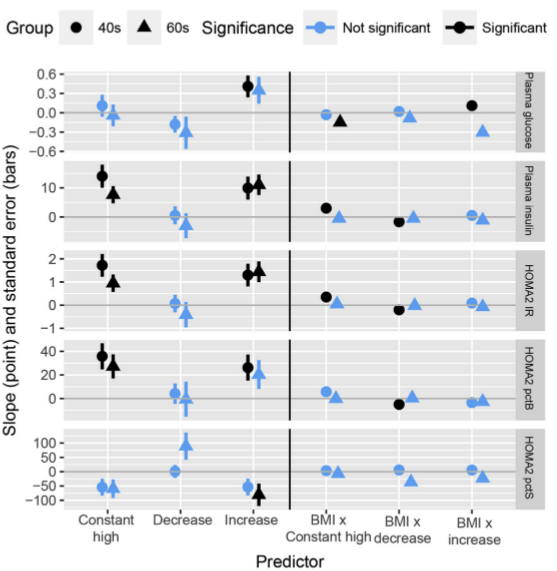 Group 40s 60s Significance Not significant Significant
Slope (point) and standard error (bars)
0.6
0.3
0.0
−0.3
−0.6
Plasma glucose
10
0
Plasma insulin
2
1
0
−1
HOMA2 IR
40
20
0
HOMA2 pctB
100
50
0
−50
−100
HOMA2 pctS
Constant
high
Decrease
Increase
BMI x
Constant high
BMI x
decrease
BMI x
increase
Predictor